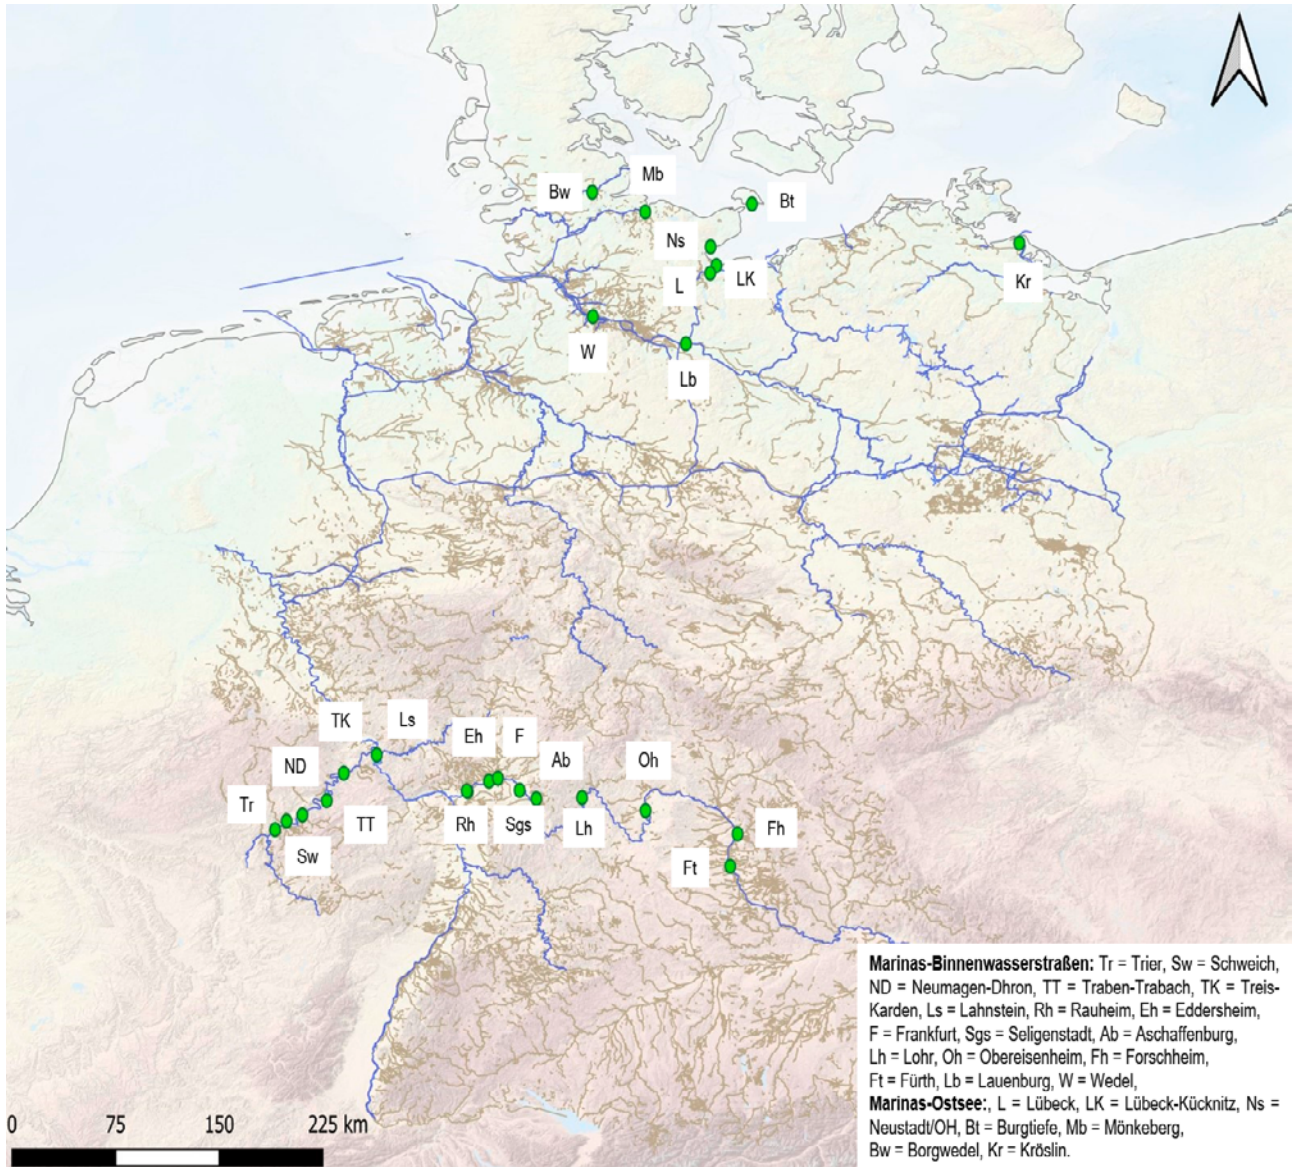 Mb
Bw
Bt
Ns
LK
L
Kr
W
Lb
TK
Ls
Eh
F
ND
Ab
Oh
Tr
TT
Rh
Sgs
Lh
Fh
Sw
Ft
Marinas-Binnenwasserstraßen: Tr = Trier, Sw = Schweich,
ND = Neumagen-Dhron, TT = Traben-Trabach, TK = Treis-
Karden, Ls = Lahnstein, Rh = Rauheim, Eh = Eddersheim,
F = Frankfurt, Sgs = Seligenstadt, Ab = Aschaffenburg,
Lh = Lohr, Oh = Obereisenheim, Fh = Forschheim,
Ft = Fürth, Lb = Lauenburg, W = Wedel,
Marinas-Ostsee:, L = Lübeck, LK = Lübeck-Kücknitz, Ns =
Neustadt/OH, Bt = Burgtiefe, Mb = Mönkeberg,
Bw = Borgwedel, Kr = Kröslin.
0 75 150 225 km